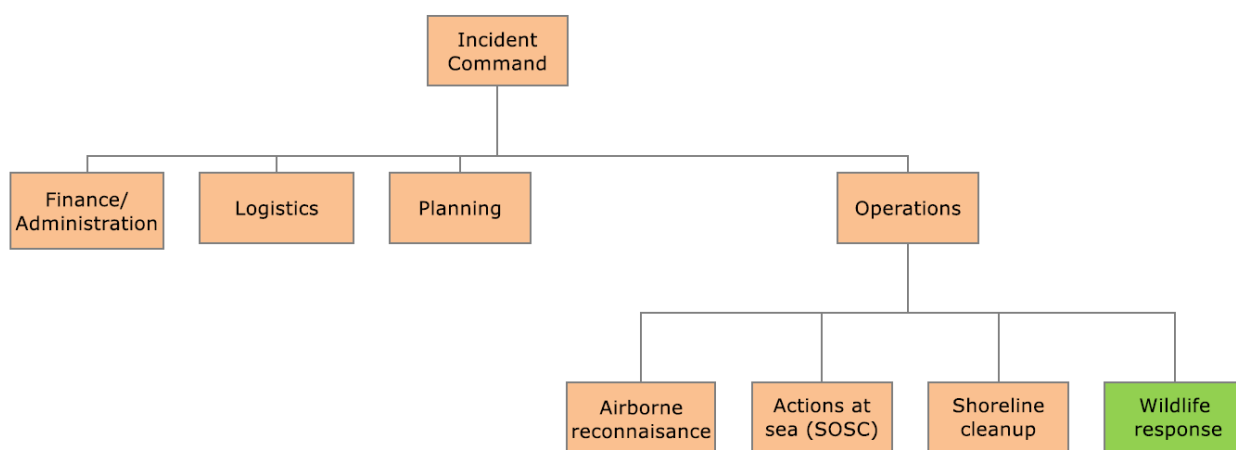 Incident
Command
Finance/
Administration
Logistics
Planning
Operations
Airborne
reconnaisance
Actions at
sea (SOSC)
Shoreline
cleanup
Wildlife
response